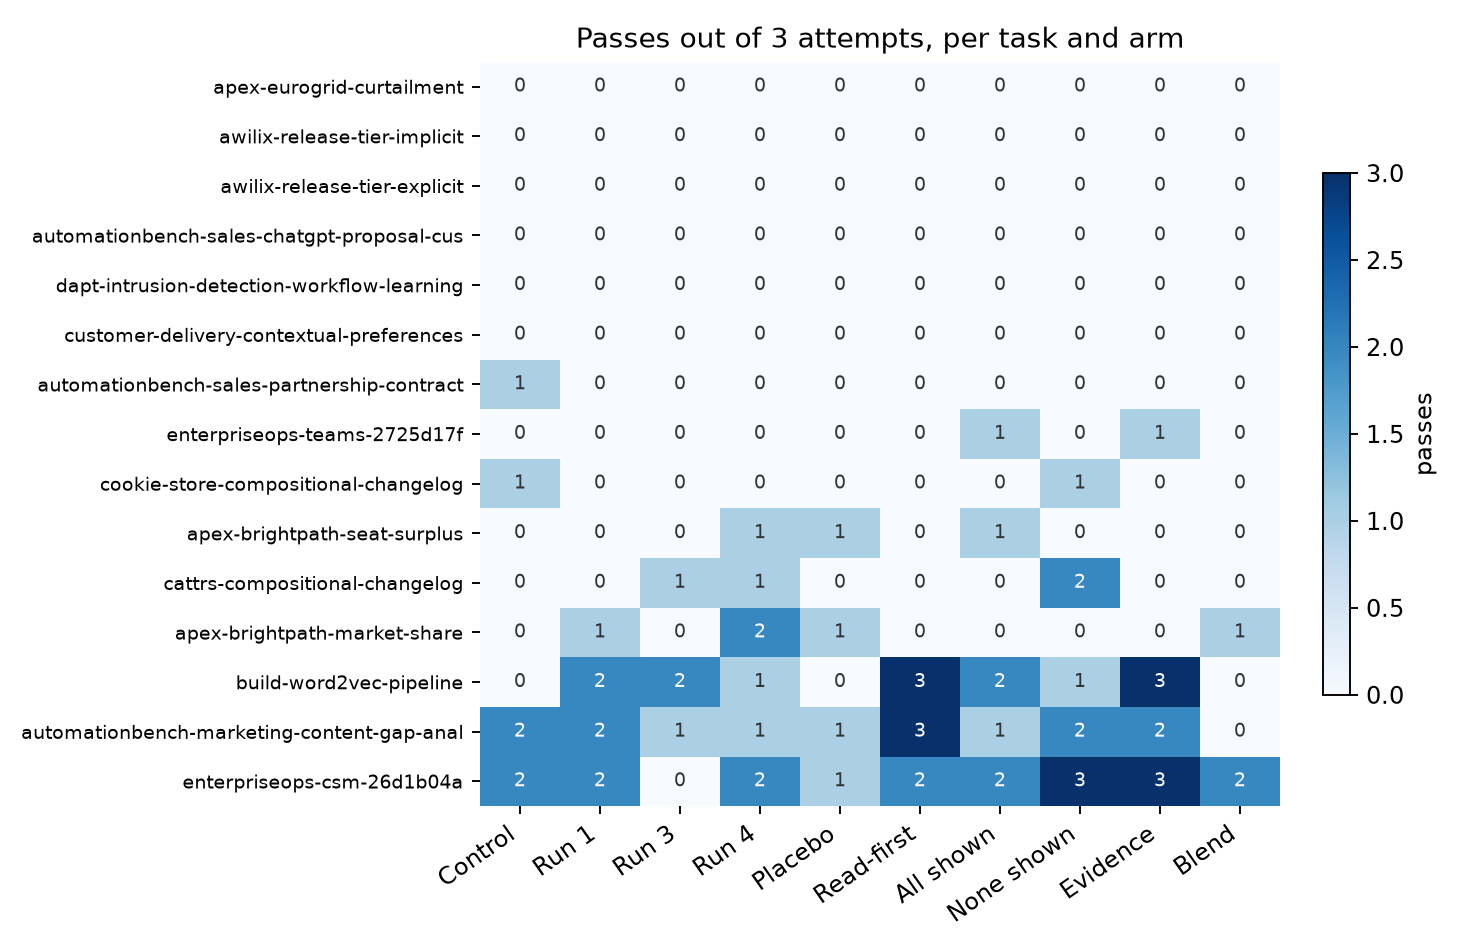 Passes out of 3 attempts, per task and arm
apex-eurogrid-curtailment 0 0 0 0 0 0 0 0 0 0
awilix-release-tier-implicit 0 0 0 0 0 0 0 0 0 0
awilix-release-tier-explicit 0 0 0 0 0 0 0 0 0 0
automationbench-sales-chatgpt-proposal-cus 0 0 0 0 0 0 0 0 0 0
dapt-intrusion-detection-workflow-learning 0 0 0 0 0 0 0 0 0 0
customer-delivery-contextual-preferences 0 0 0 0 0 0 0 0 0 0
automationbench-sales-partnership-contract 1 0 0 0 0 0 0 0 0 0
enterpriseops-teams-2725d17f 0 0 0 0 0 0 1 0 1 0
cookie-store-compositional-changelog 1 0 0 0 0 0 0 1 0 0
apex-brightpath-seat-surplus 0 0 0 1 1 0 1 0 0 0
cattrs-compositional-changelog 0 0 1 1 0 0 0 2 0 0
apex-brightpath-market-share 0 1 0 2 1 0 0 0 0 1
build-word2vec-pipeline 0 2 2 1 0 3 2 1 3 0
automationbench-marketing-content-gap-anal 2 2 1 1 1 3 1 2 2 0
enterpriseops-csm-26d1b04a 2 2 0 2 1 2 2 3 3 2
Control
Run 1
Run 3
Run 4
Placebo
Read-first
All shown
None shown
Evidence
Blend
3.0
2.5
2.0
1.5
1.0
0.5
0.0
passes